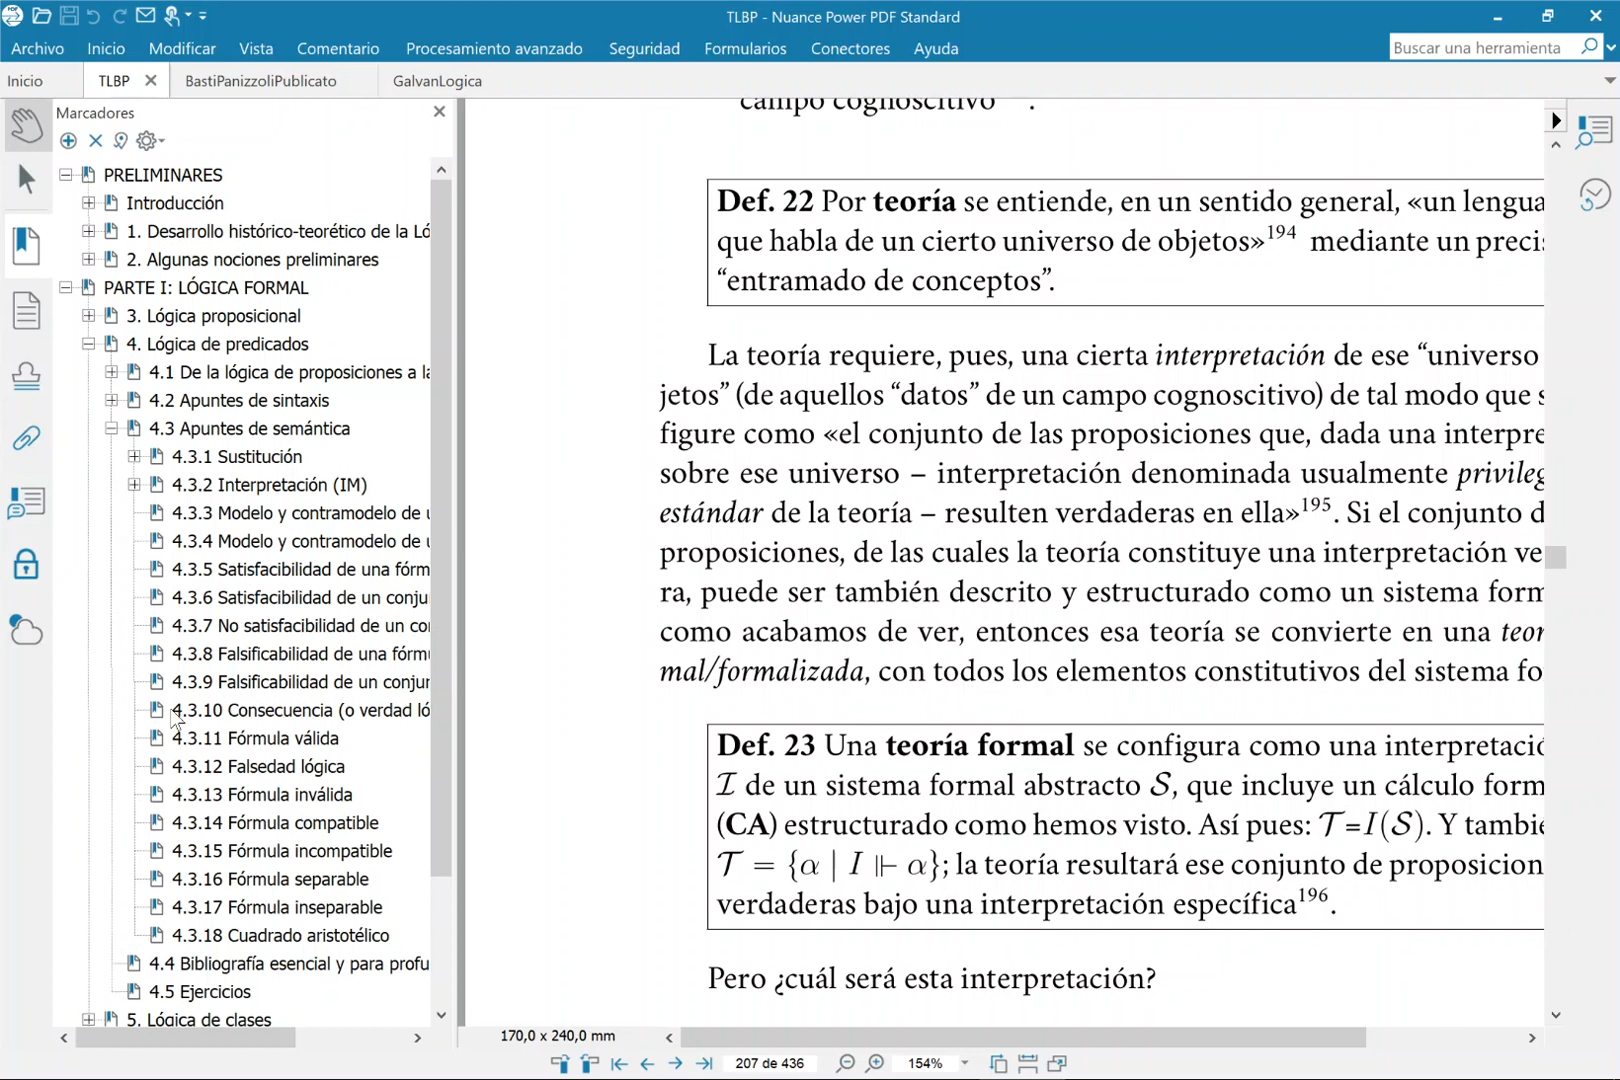 TLBP - Nuance Power PDF Standard
Archivo Inicio Modificar Vista Comentario Procesamiento avanzado Seguridad Formularios Conectores Ayuda
Buscar una herramienta
Inicio TLBP BastiPanizzoliPublicato GalvanLogica
Marcadores
PRELIMINARES
Introducción
1. Desarrollo histórico-teorético de la Ló
2. Algunas nociones preliminares
PARTE I: LÓGICA FORMAL
3. Lógica proposicional
4. Lógica de predicados
4.1 De la lógica de proposiciones a la
4.2 Apuntes de sintaxis
4.3 Apuntes de semántica
4.3.1 Sustitución
4.3.2 Interpretación (IM)
4.3.3 Modelo y contramodelo de u
4.3.4 Modelo y contramodelo de u
4.3.5 Satisfacibilidad de una fórm
4.3.6 Satisfacibilidad de un conju
4.3.7 No satisfacibilidad de un co
4.3.8 Falsificabilidad de una fórm
4.3.9 Falsificabilidad de un conjun
4.3.10 Consecuencia (o verdad ló
4.3.11 Fórmula válida
4.3.12 Falsedad lógica
4.3.13 Fórmula inválida
4.3.14 Fórmula compatible
4.3.15 Fórmula incompatible
4.3.16 Fórmula separable
4.3.17 Fórmula inseparable
4.3.18 Cuadrado aristotélico
4.4 Bibliografía esencial y para profu
4.5 Ejercicios
5. Lógica de clases
campo cognoscitivo .
Def. 22 Por teoría se entiende, en un sentido general, «un lengua
que habla de un cierto universo de objetos»¹⁹⁴ mediante un preci
“entramado de conceptos”.
La teoría requiere, pues, una cierta interpretación de ese “universo
jetos” (de aquellos “datos” de un campo cognoscitivo) de tal modo que s
figure como «el conjunto de las proposiciones que, dada una interpre
sobre ese universo – interpretación denominada usualmente privileg
estándar de la teoría – resulten verdaderas en ella»¹⁹⁵. Si el conjunto d
proposiciones, de las cuales la teoría constituye una interpretación ve
ra, puede ser también descrito y estructurado como un sistema form
como acabamos de ver, entonces esa teoría se convierte en una teor
mal/formalizada, con todos los elementos constitutivos del sistema fo
Def. 23 Una teoría formal se configura como una interpretació
ℐ de un sistema formal abstracto 𝒮, que incluye un cálculo form
(CA) estructurado como hemos visto. Así pues: 𝒯=I(𝒮). Y tambié
𝒯 = {α | I ⊩ α}; la teoría resultará ese conjunto de proposicion
verdaderas bajo una interpretación específica¹⁹⁶.
Pero ¿cuál será esta interpretación?
170,0 x 240,0 mm
207 de 436 154%